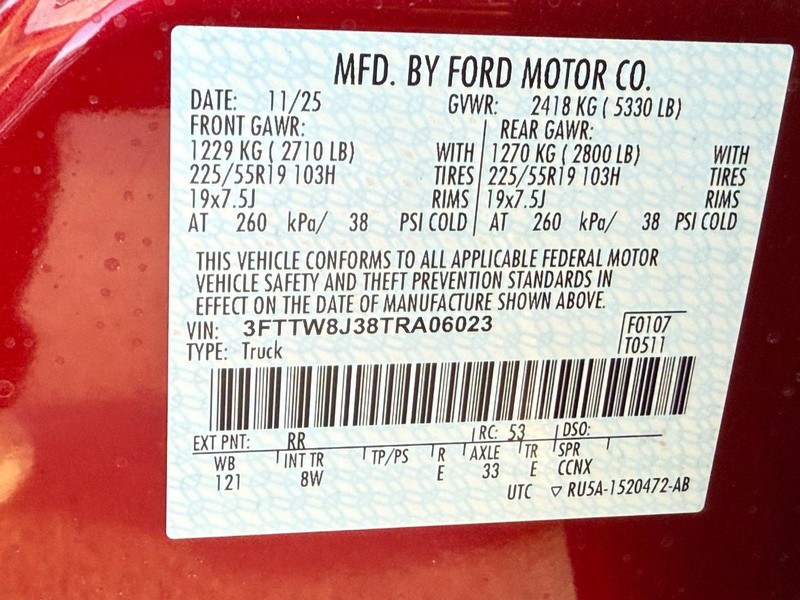 MFD. BY FORD MOTOR CO.
DATE: 11/25 GVWR: 2418 KG ( 5330 LB)
FRONT GAWR: REAR GAWR:
1229 KG ( 2710 LB) WITH 1270 KG ( 2800 LB) WITH
225/55R19 103H TIRES 225/55R19 103H TIRES
19x7.5J RIMS 19x7.5J RIMS
AT 260 kPa/ 38 PSI COLD AT 260 kPa/ 38 PSI COLD
THIS VEHICLE CONFORMS TO ALL APPLICABLE FEDERAL MOTOR
VEHICLE SAFETY AND THEFT PREVENTION STANDARDS IN
EFFECT ON THE DATE OF MANUFACTURE SHOWN ABOVE.
VIN: 3FTTW8J38TRA06023 F0107
TYPE: Truck T0511
EXT PNT: RR RC: 53 DSO:
WB INT TR TP/PS R AXLE TR SPR
121 8W E 33 E CCNX
UTC ▽ RU5A-1520472-AB